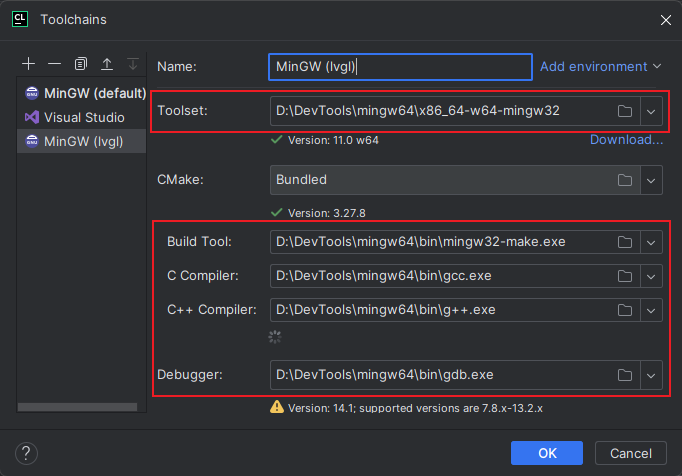 CL Toolchains
MinGW (default)
Visual Studio
MinGW (lvgl)
Name: MinGW (lvgl) Add environment
Toolset: D:\DevTools\mingw64\x86_64-w64-mingw32
Version: 11.0 w64 Download...
CMake: Bundled
Version: 3.27.8
Build Tool: D:\DevTools\mingw64\bin\mingw32-make.exe
C Compiler: D:\DevTools\mingw64\bin\gcc.exe
C++ Compiler: D:\DevTools\mingw64\bin\g++.exe
Debugger: D:\DevTools\mingw64\bin\gdb.exe
Version: 14.1; supported versions are 7.8.x-13.2.x
? OK Cancel